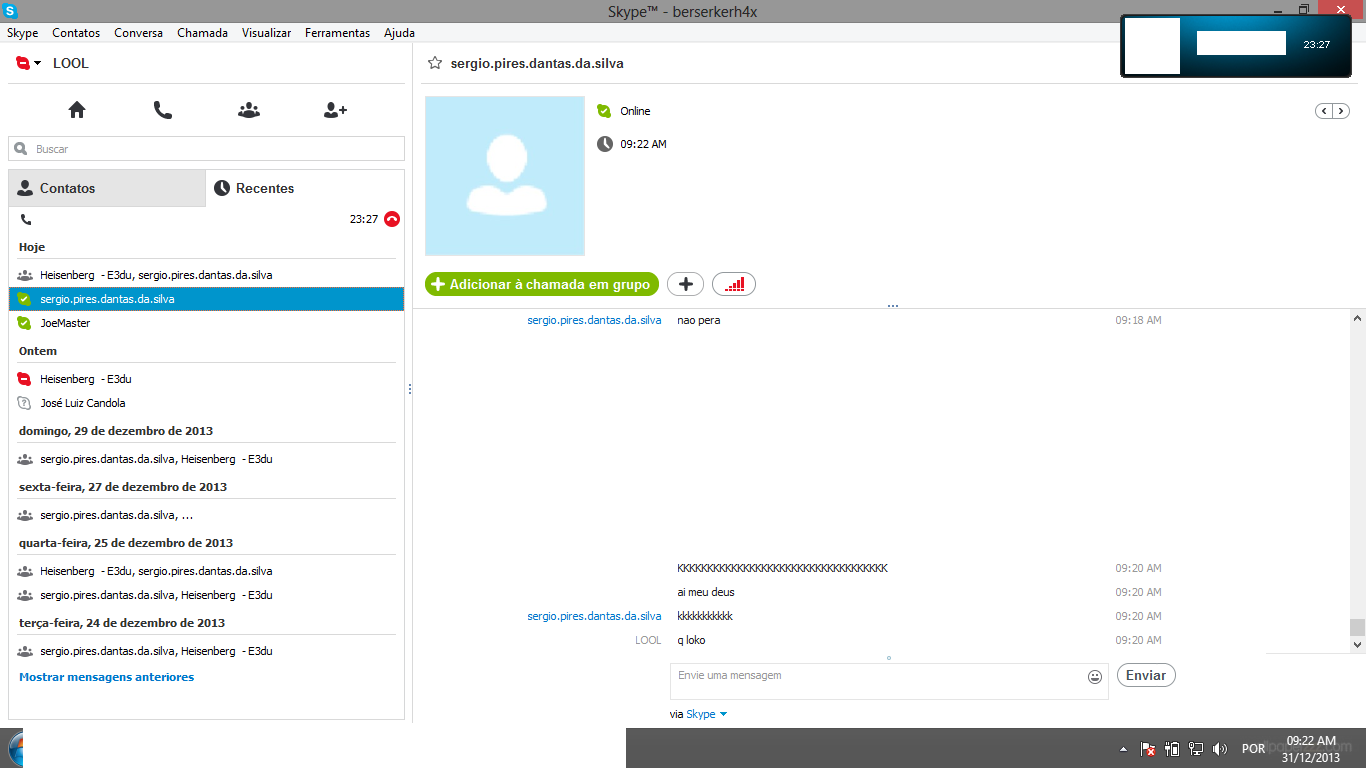 Skype™ - berserkerh4x
Skype Contatos Conversa Chamada Visualizar Ferramentas Ajuda
23:27
LOOL
Buscar
Contatos Recentes
23:27
Hoje
Heisenberg - E3du, sergio.pires.dantas.da.silva
sergio.pires.dantas.da.silva
JoeMaster
Ontem
Heisenberg - E3du
José Luiz Candola
domingo, 29 de dezembro de 2013
sergio.pires.dantas.da.silva, Heisenberg - E3du
sexta-feira, 27 de dezembro de 2013
sergio.pires.dantas.da.silva, ...
quarta-feira, 25 de dezembro de 2013
Heisenberg - E3du, sergio.pires.dantas.da.silva
sergio.pires.dantas.da.silva, Heisenberg - E3du
terça-feira, 24 de dezembro de 2013
sergio.pires.dantas.da.silva, Heisenberg - E3du
Mostrar mensagens anteriores
sergio.pires.dantas.da.silva
Online
09:22 AM
Adicionar à chamada em grupo
sergio.pires.dantas.da.silva nao pera 09:18 AM
KKKKKKKKKKKKKKKKKKKKKKKKKKKKKKKKKKK 09:20 AM
ai meu deus 09:20 AM
sergio.pires.dantas.da.silva kkkkkkkkkkk 09:20 AM
LOOL q loko 09:20 AM
Envie uma mensagem Enviar
via Skype
POR 09:22 AM
31/12/2013